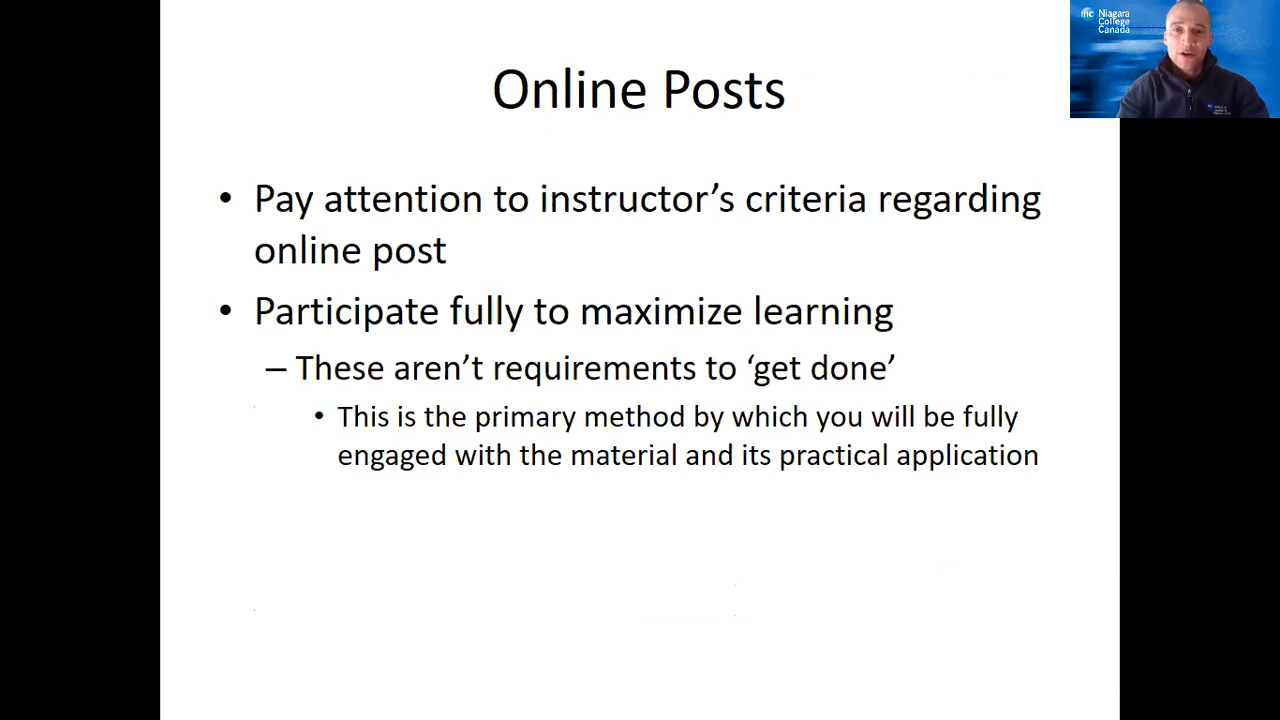 Niagara
College
Canada
Online Posts
• Pay attention to instructor’s criteria regarding
online post
• Participate fully to maximize learning
– These aren’t requirements to ‘get done’
• This is the primary method by which you will be fully
engaged with the material and its practical application